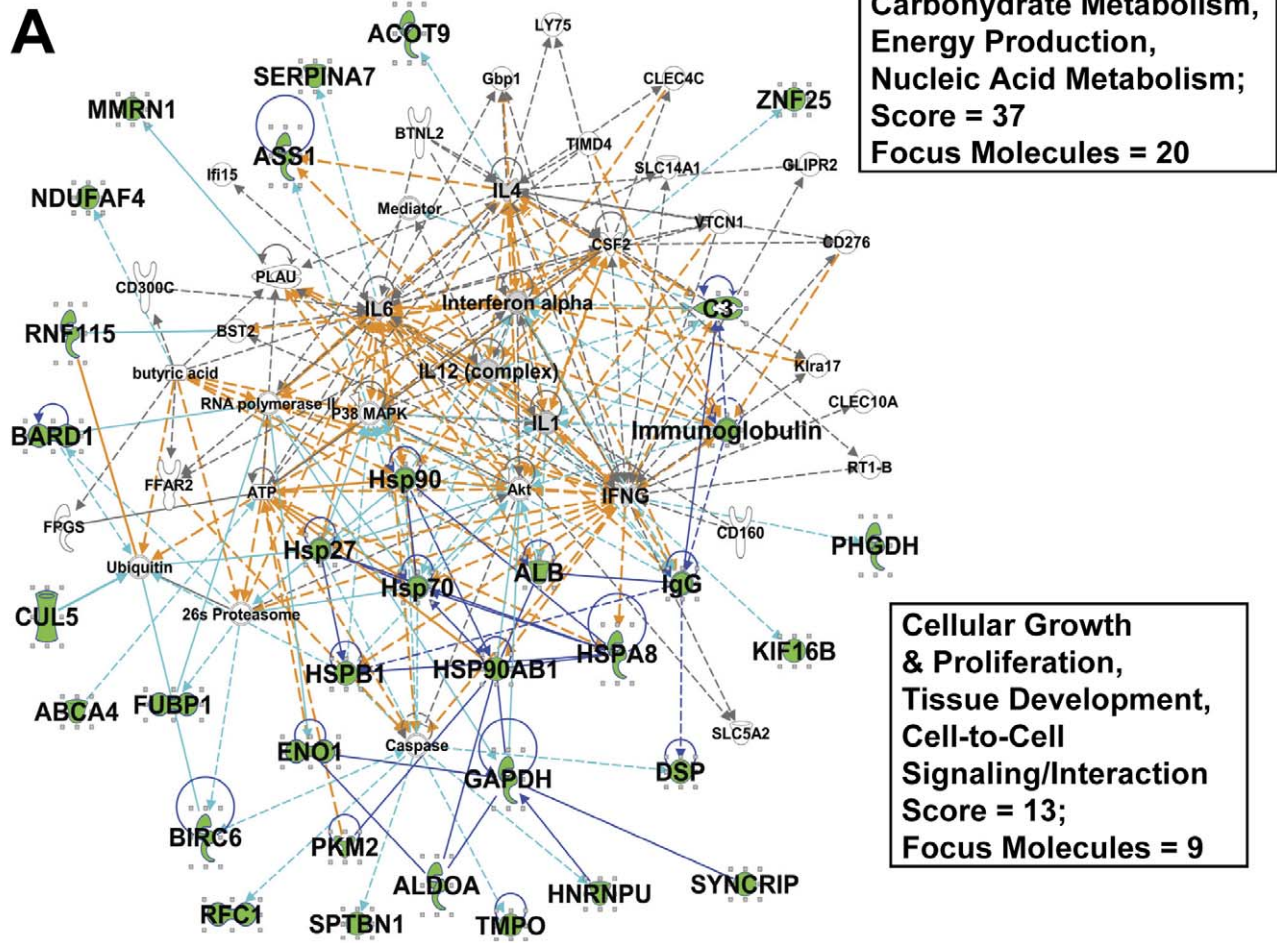 A
Carbohydrate Metabolism,
Energy Production,
Nucleic Acid Metabolism;
Score = 37
Focus Molecules = 20
ACOT9
LY75
SERPINA7
Gbp1
CLEC4C
MMRN1
ZNF25
BTNL2
TIMD4
ASS1
SLC14A1
GLIPR2
Ifi15
NDUFAF4
IL4
Mediator
VTCN1
CSF2
CD276
PLAU
CD300C
IL6
Interferon alpha
C3
RNF115
BST2
butyric acid
IL12 (complex)
Klra17
RNA polymerase II
P38 MAPK
CLEC10A
IL1
Immunoglobulin
BARD1
RT1-B
FFAR2
ATP
Hsp90
Akt
IFNG
FPGS
CD160
PHGDH
Hsp27
Ubiquitin
Hsp70
ALB
IgG
CUL5
26s Proteasome
HSPB1
HSP90AB1
HSPA8
KIF16B
ABCA4
FUBP1
SLC5A2
ENO1
Caspase
GAPDH
DSP
BIRC6
PKM2
ALDOA
HNRNPU
SYNCRIP
RFC1
SPTBN1
TMPO
Cellular Growth
& Proliferation,
Tissue Development,
Cell-to-Cell
Signaling/Interaction
Score = 13;
Focus Molecules = 9